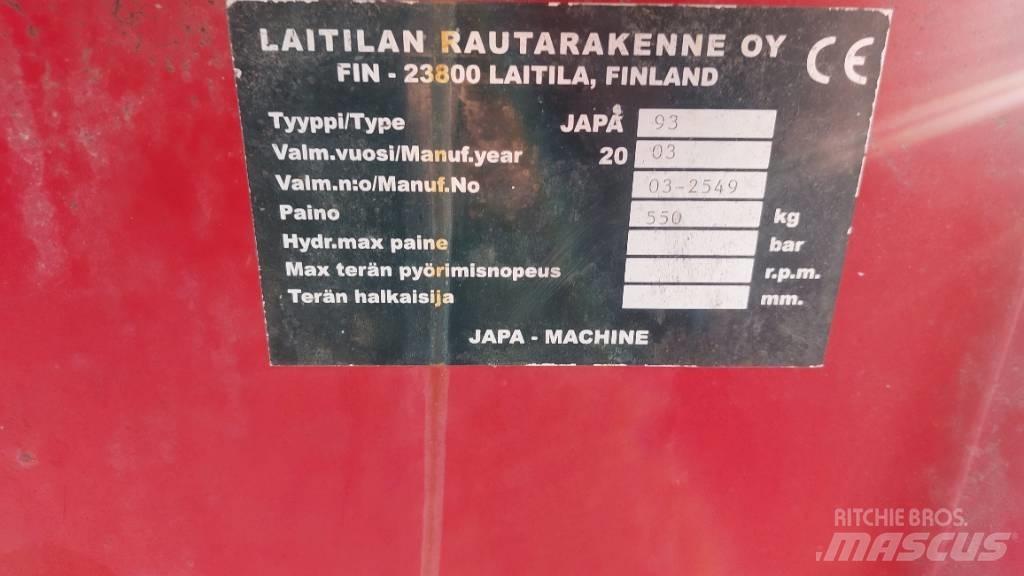 LAITILAN RAUTARAKENNE OY CE
FIN - 23800 LAITILA, FINLAND
Tyyppi/Type JAPA 93
Valm.vuosi/Manuf.year 20 03
Valm.n:o/Manuf.No 03-2549
Paino 550 kg
Hydr.max paine bar
Max terän pyörimisnopeus r.p.m.
Terän halkaisija mm.
JAPA - MACHINE
RITCHIE BROS.
MASCUS